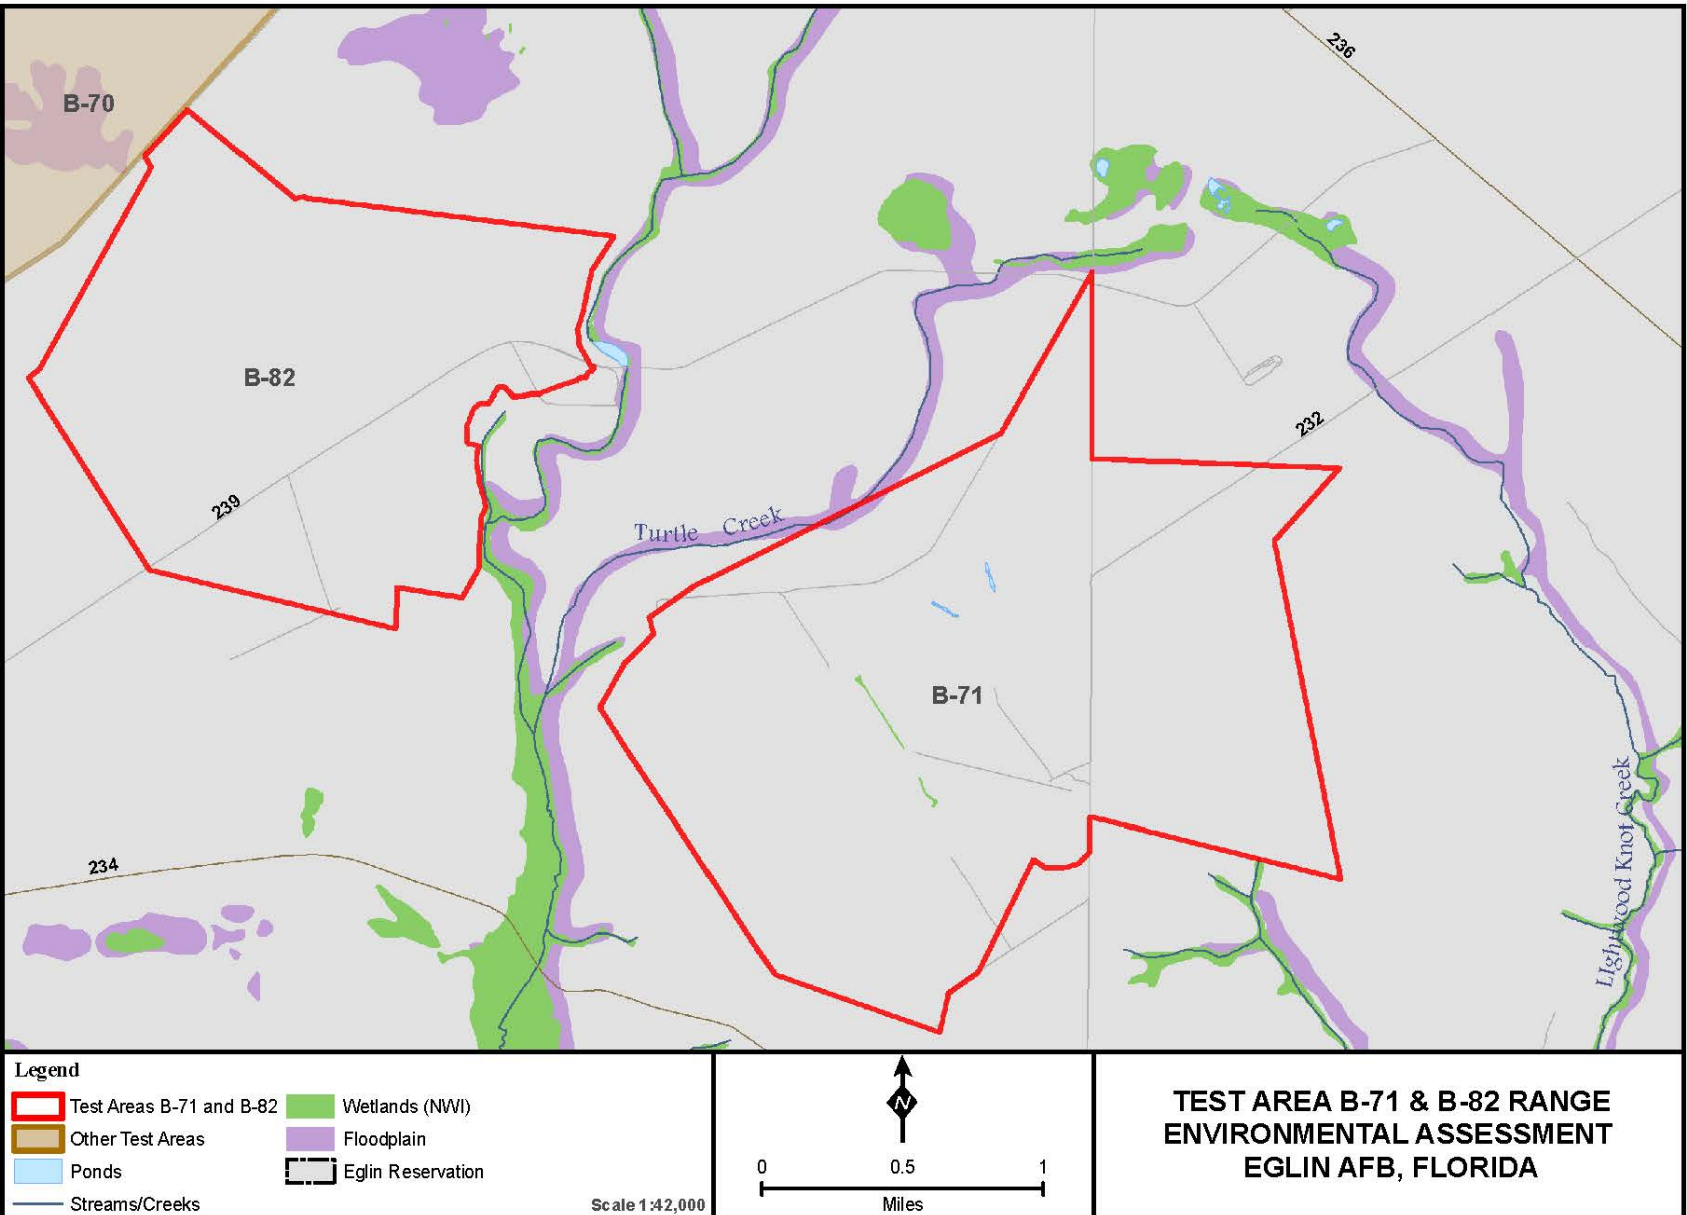 236
B-70
B-82
232
239
Turtle Creek
B-71
LIghtwood Knot Creek
234
Legend
Test Areas B-71 and B-82
Wetlands (NWI)
Other Test Areas
Floodplain
Ponds
Eglin Reservation
Streams/Creeks
Scale 1:42,000
N
0 0.5 1
Miles
TEST AREA B-71 & B-82 RANGE
ENVIRONMENTAL ASSESSMENT
EGLIN AFB, FLORIDA